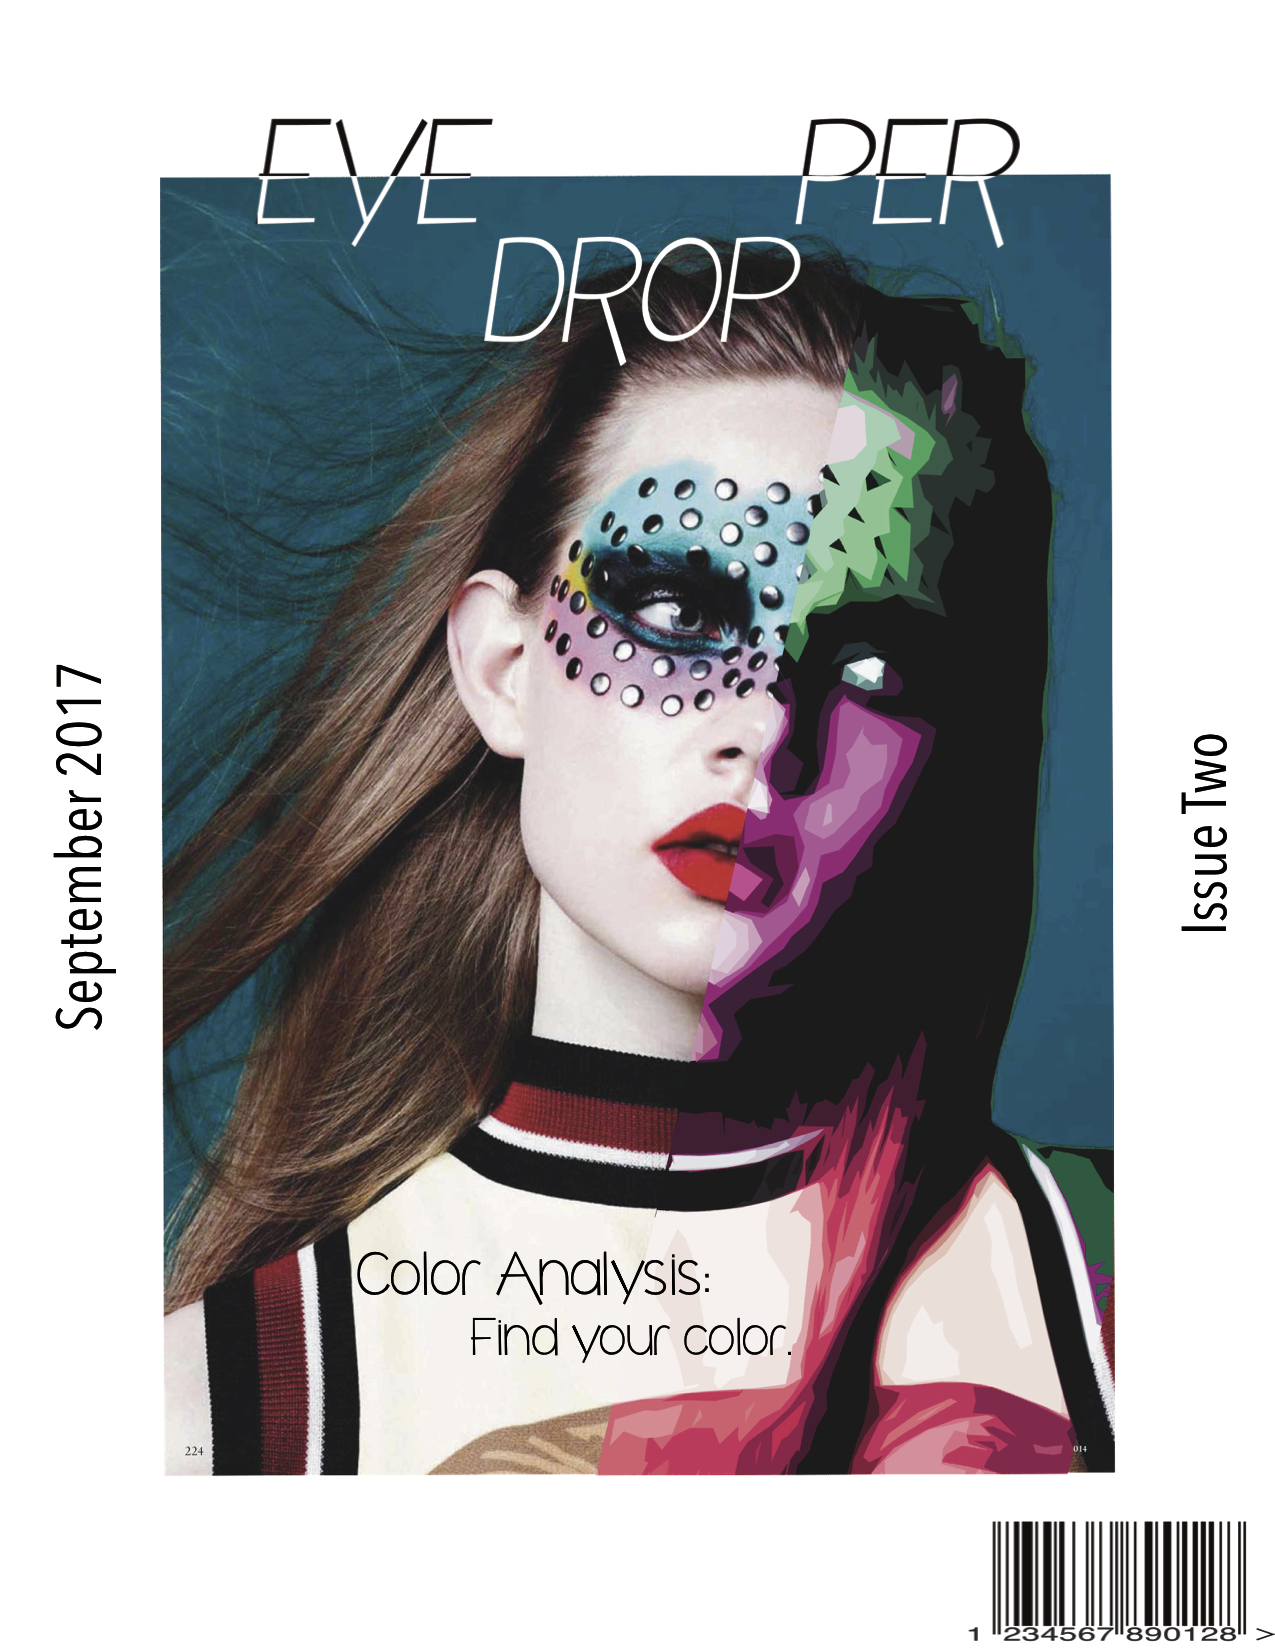 EYE PER
DROP
September 2017
Issue Two
Color Analysis:
Find your color.
224
014
1 234567 890128 >